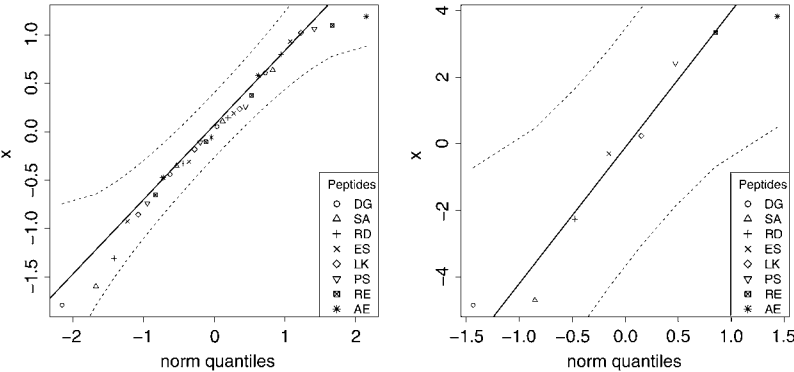 x
1.0
0.5
0.0
−0.5
−1.0
−1.5
−2
−1
0
1
2
norm quantiles
Peptides
DG
SA
RD
ES
LK
PS
RE
AE
x
4
2
0
−2
−4
−1.5
−1.0
−0.5
0.0
0.5
1.0
1.5
norm quantiles
Peptides
DG
SA
RD
ES
LK
PS
RE
AE